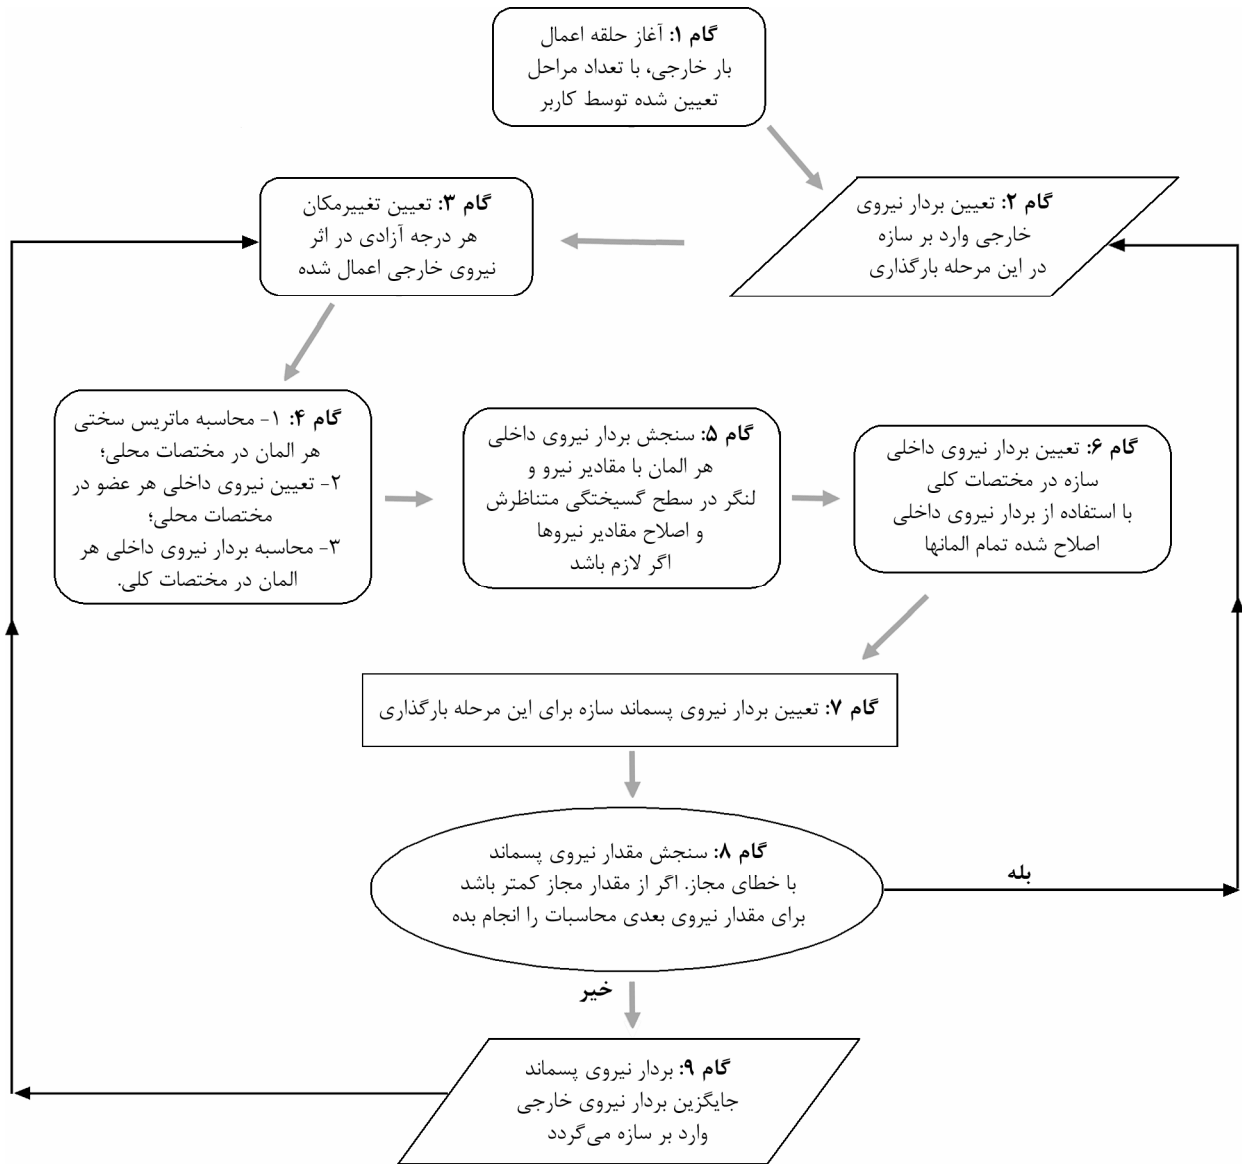 گام ۱: آغاز حلقه اعمال
بار خارجی، با تعداد مراحل
تعیین شده توسط کاربر
گام ۲: تعیین بردار نیروی
خارجی وارد بر سازه
در این مرحله بارگذاری
گام ۳: تعیین تغییرمکان
هر درجه آزادی در اثر
نیروی خارجی اعمال شده
گام ۴: ۱- محاسبه ماتریس سختی
هر المان در مختصات محلی؛
۲- تعیین نیروی داخلی هر عضو در
مختصات محلی؛
۳- محاسبه بردار نیروی داخلی هر
المان در مختصات کلی.
گام ۵: سنجش بردار نیروی داخلی
هر المان با مقادیر نیرو و
لنگر در سطح گسیختگی متناظرش
و اصلاح مقادیر نیروها
اگر لازم باشد
گام ۶: تعیین بردار نیروی داخلی
سازه در مختصات کلی
با استفاده از بردار نیروی داخلی
اصلاح شده تمام المانها
گام ۷: تعیین بردار نیروی پسماند سازه برای این مرحله بارگذاری
گام ۸: سنجش مقدار نیروی پسماند
با خطای مجاز. اگر از مقدار مجاز کمتر باشد
برای مقدار نیروی بعدی محاسبات را انجام بده
بله
خیر
گام ۹: بردار نیروی پسماند
جایگزین بردار نیروی خارجی
وارد بر سازه می‌گردد